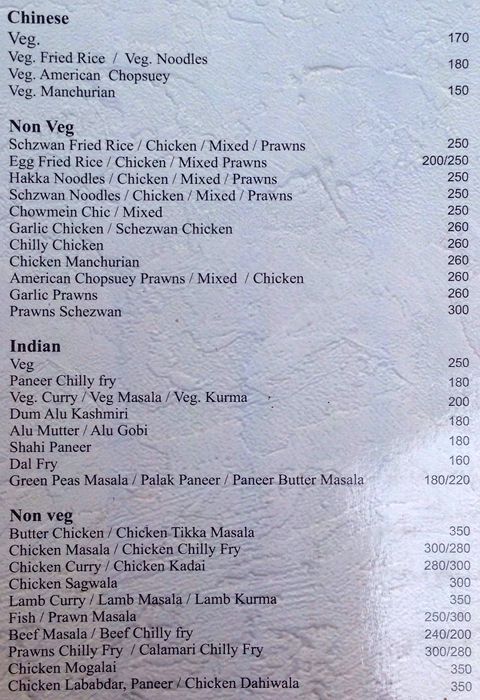 Chinese
Veg. 170
Veg. Fried Rice / Veg. Noodles 180
Veg. American Chopsuey
Veg. Manchurian 150
Non Veg
Schzwan Fried Rice / Chicken / Mixed / Prawns 250
Egg Fried Rice / Chicken / Mixed Prawns 200/250
Hakka Noodles / Chicken / Mixed / Prawns 250
Schzwan Noodles / Chicken / Mixed / Prawns 250
Chowmein Chic / Mixed 250
Garlic Chicken / Schezwan Chicken 260
Chilly Chicken 260
Chicken Manchurian 260
American Chopsuey Prawns / Mixed / Chicken 260
Garlic Prawns 260
Prawns Schezwan 300
Indian
Veg 250
Paneer Chilly fry 180
Veg. Curry / Veg Masala / Veg. Kurma 200
Dum Alu Kashmiri 180
Alu Mutter / Alu Gobi
Shahi Paneer 180
Dal Fry 160
Green Peas Masala / Palak Paneer / Paneer Butter Masala 180/220
Non veg
Butter Chicken / Chicken Tikka Masala 350
Chicken Masala / Chicken Chilly Fry 300/280
Chicken Curry / Chicken Kadai 280/300
Chicken Sagwala 300
Lamb Curry / Lamb Masala / Lamb Kurma 350
Fish / Prawn Masala 250/300
Beef Masala / Beef Chilly fry 240/200
Prawns Chilly Fry / Calamari Chilly Fry 300/280
Chicken Mogalai 350
Chicken Lababdar, Paneer / Chicken Dahiwala 350